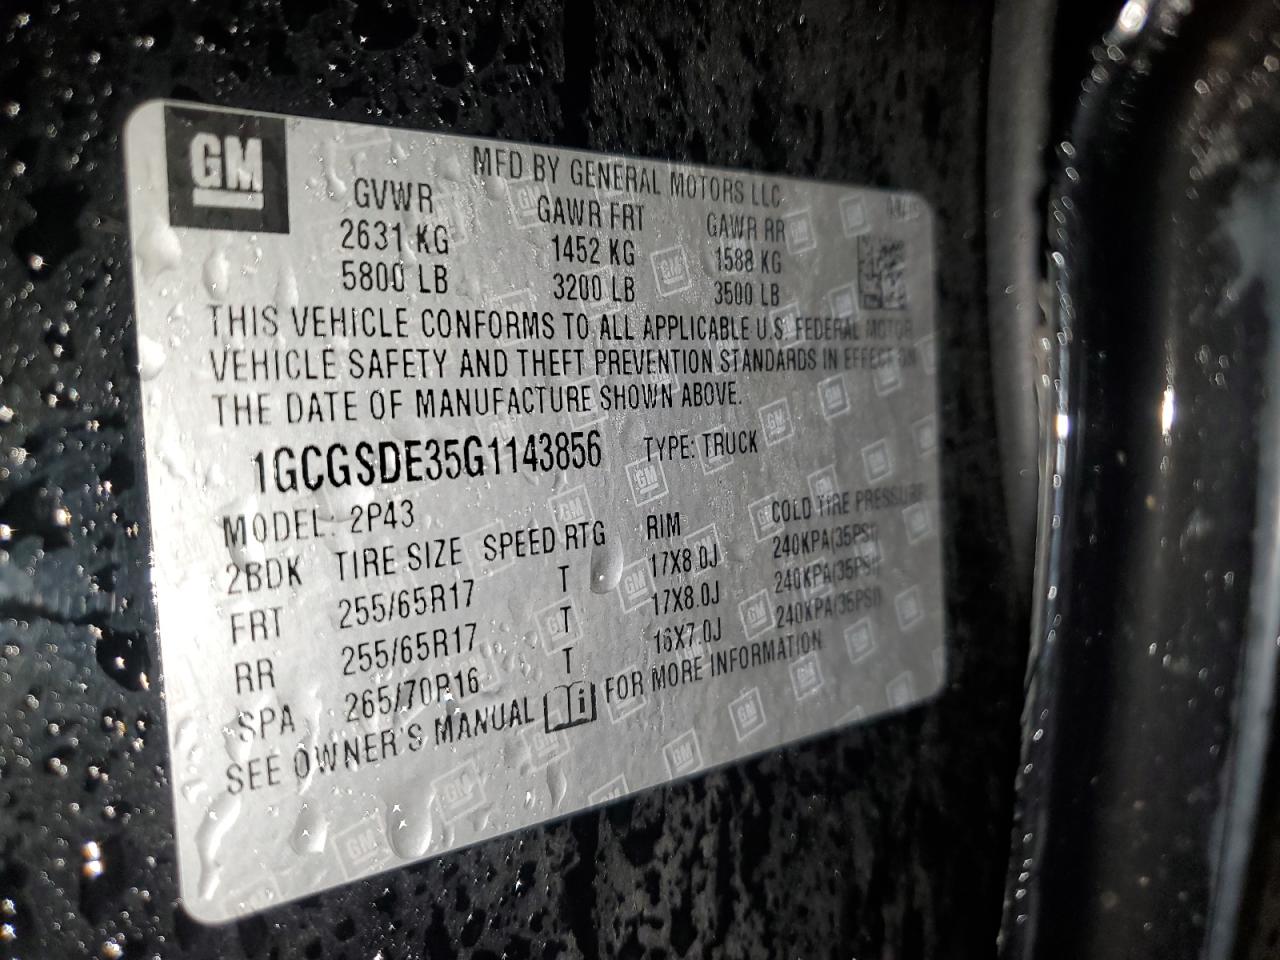 GM
MFD BY GENERAL MOTORS LLC
GVWR GAWR FRT GAWR RR
2631 KG 1452 KG 1588 KG
5800 LB 3200 LB 3500 LB
THIS VEHICLE CONFORMS TO ALL APPLICABLE U.S. FEDERAL MOTOR
VEHICLE SAFETY AND THEFT PREVENTION STANDARDS IN EFFECT ON
THE DATE OF MANUFACTURE SHOWN ABOVE.
1GCGSDE35G1143856 TYPE: TRUCK
MODEL: 2P43
2BDK TIRE SIZE SPEED RTG RIM COLD TIRE PRESSURE
FRT 255/65R17 T 17X8.0J 240KPA(35PSI)
RR 255/65R17 T 17X8.0J 240KPA(35PSI)
SPA 265/70R16 T 16X7.0J 240KPA(35PSI)
SEE OWNER'S MANUAL FOR MORE INFORMATION